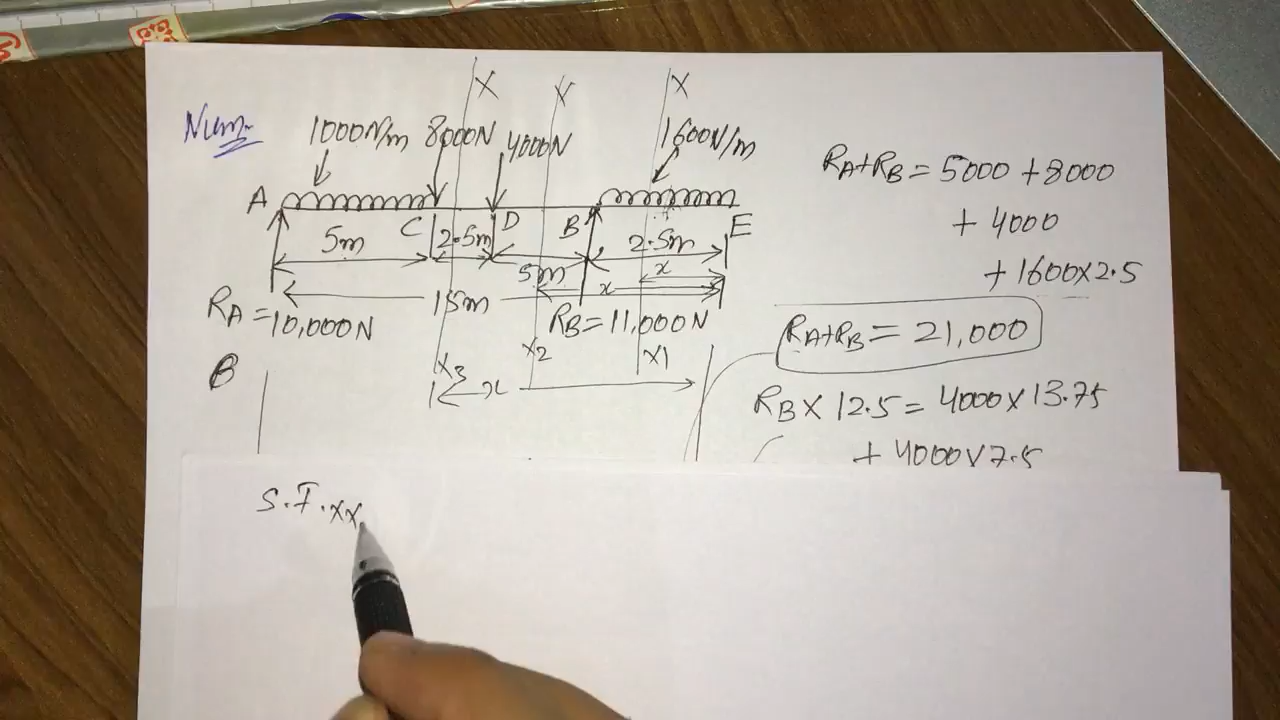 Num.
X X X
1000N/m 8000N 4000N 1600N/m
A C D B E
5m 2.5m 5m 2.5m
x
x
15m
RA = 10,000N RB = 11,000N
X3 X2 X1
x
B
RA+RB = 5000 + 8000
+ 4000
+ 1600×2.5
RA+RB = 21,000
RB × 12.5 = 4000 × 13.75
+ 4000×7.5
S.F.xx